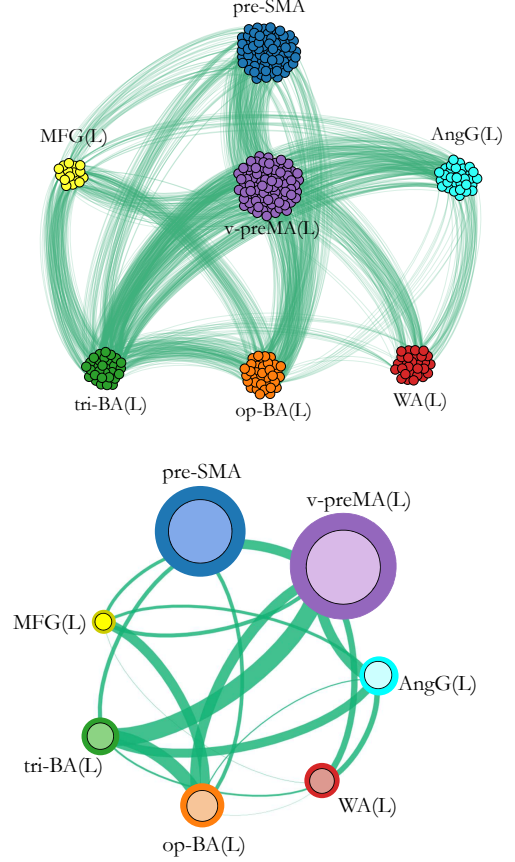 pre-SMA
MFG(L)
AngG(L)
v-preMA(L)
tri-BA(L)
op-BA(L)
WA(L)
pre-SMA
v-preMA(L)
MFG(L)
AngG(L)
tri-BA(L)
WA(L)
op-BA(L)